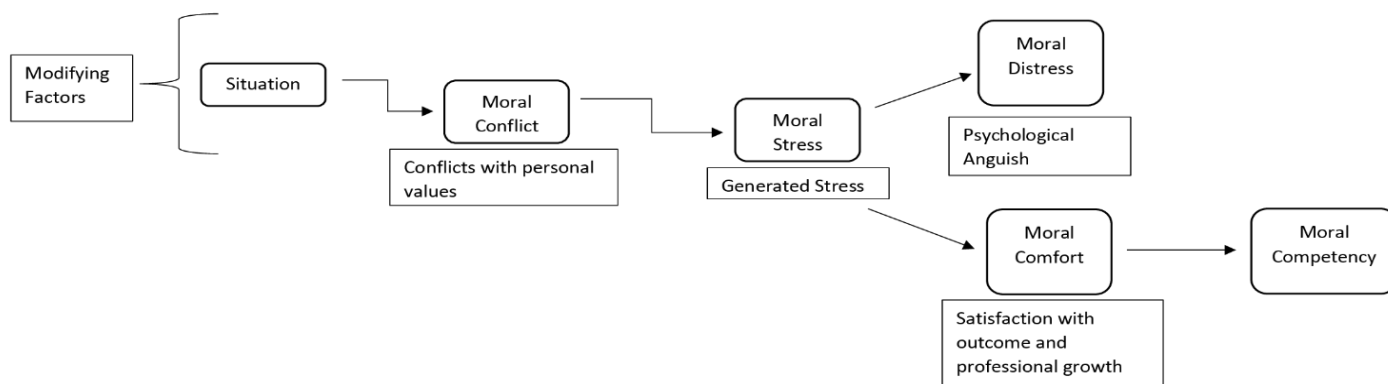 Modifying
Factors
Situation
Moral
Conflict
Conflicts with personal
values
Moral
Stress
Generated Stress
Moral
Distress
Psychological
Anguish
Moral
Comfort
Satisfaction with
outcome and
professional growth
Moral
Competency